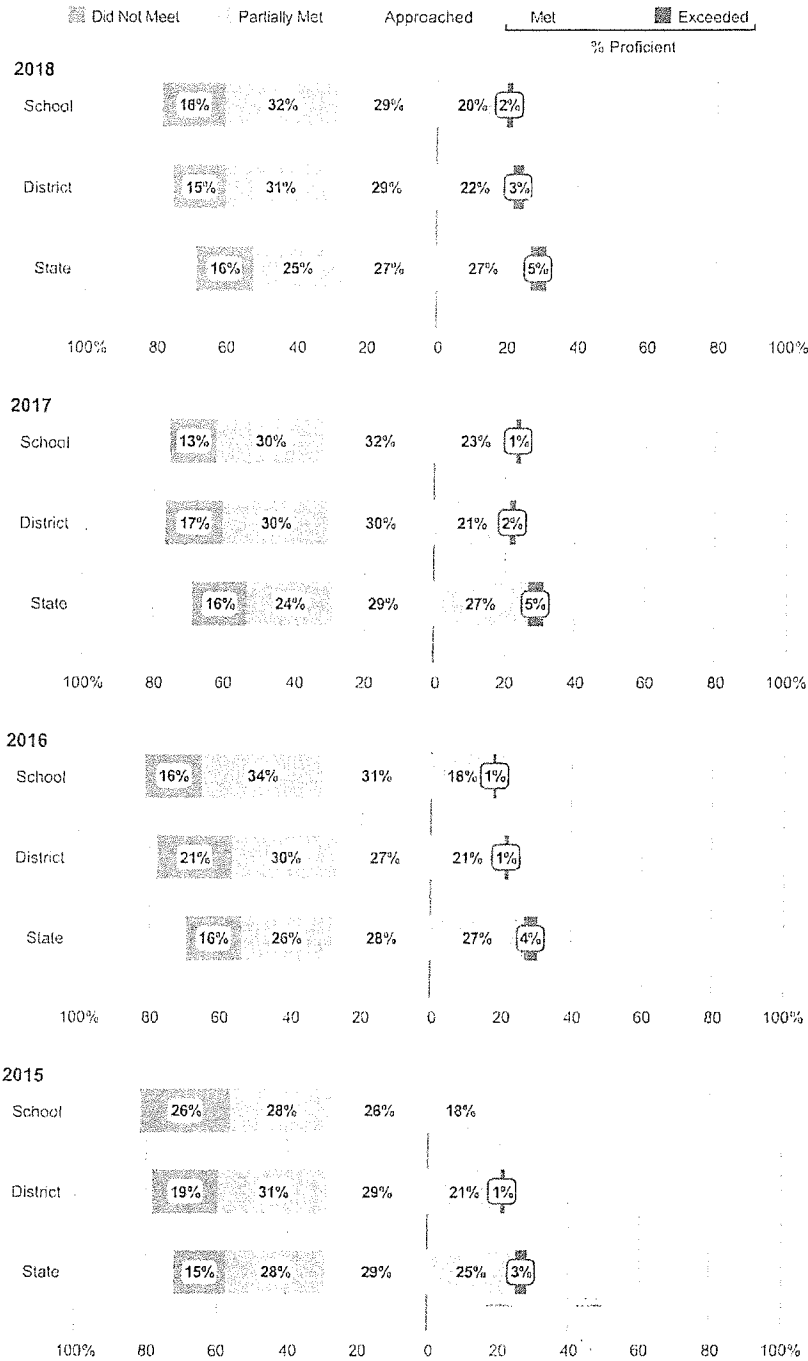 Did Not Meet Partially Met Approached Met Exceeded
% Proficient
2018
School 18% 32% 29% 20% 2%
District 15% 31% 29% 22% 3%
State 16% 25% 27% 27% 5%
100% 80 60 40 20 0 20 40 60 80 100%
2017
School 13% 30% 32% 23% 1%
District 17% 30% 30% 21% 2%
State 16% 24% 29% 27% 5%
100% 80 60 40 20 0 20 40 60 80 100%
2016
School 16% 34% 31% 18% 1%
District 21% 30% 27% 21% 1%
State 16% 26% 28% 27% 4%
100% 80 60 40 20 0 20 40 60 80 100%
2015
School 26% 28% 28% 18%
District 19% 31% 29% 21% 1%
State 15% 28% 29% 25% 3%
100% 80 60 40 20 0 20 40 60 80 100%